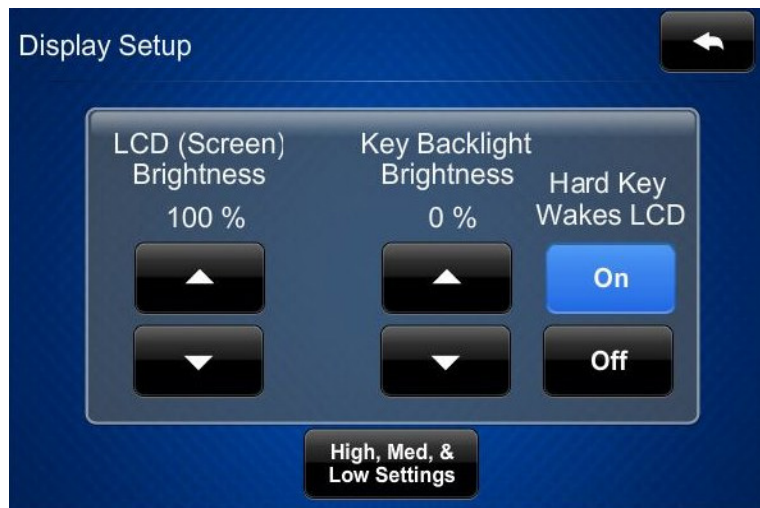 Display Setup
LCD (Screen)
Brightness
100 %
Key Backlight
Brightness
0 %
Hard Key
Wakes LCD
On
Off
High, Med, &
Low Settings